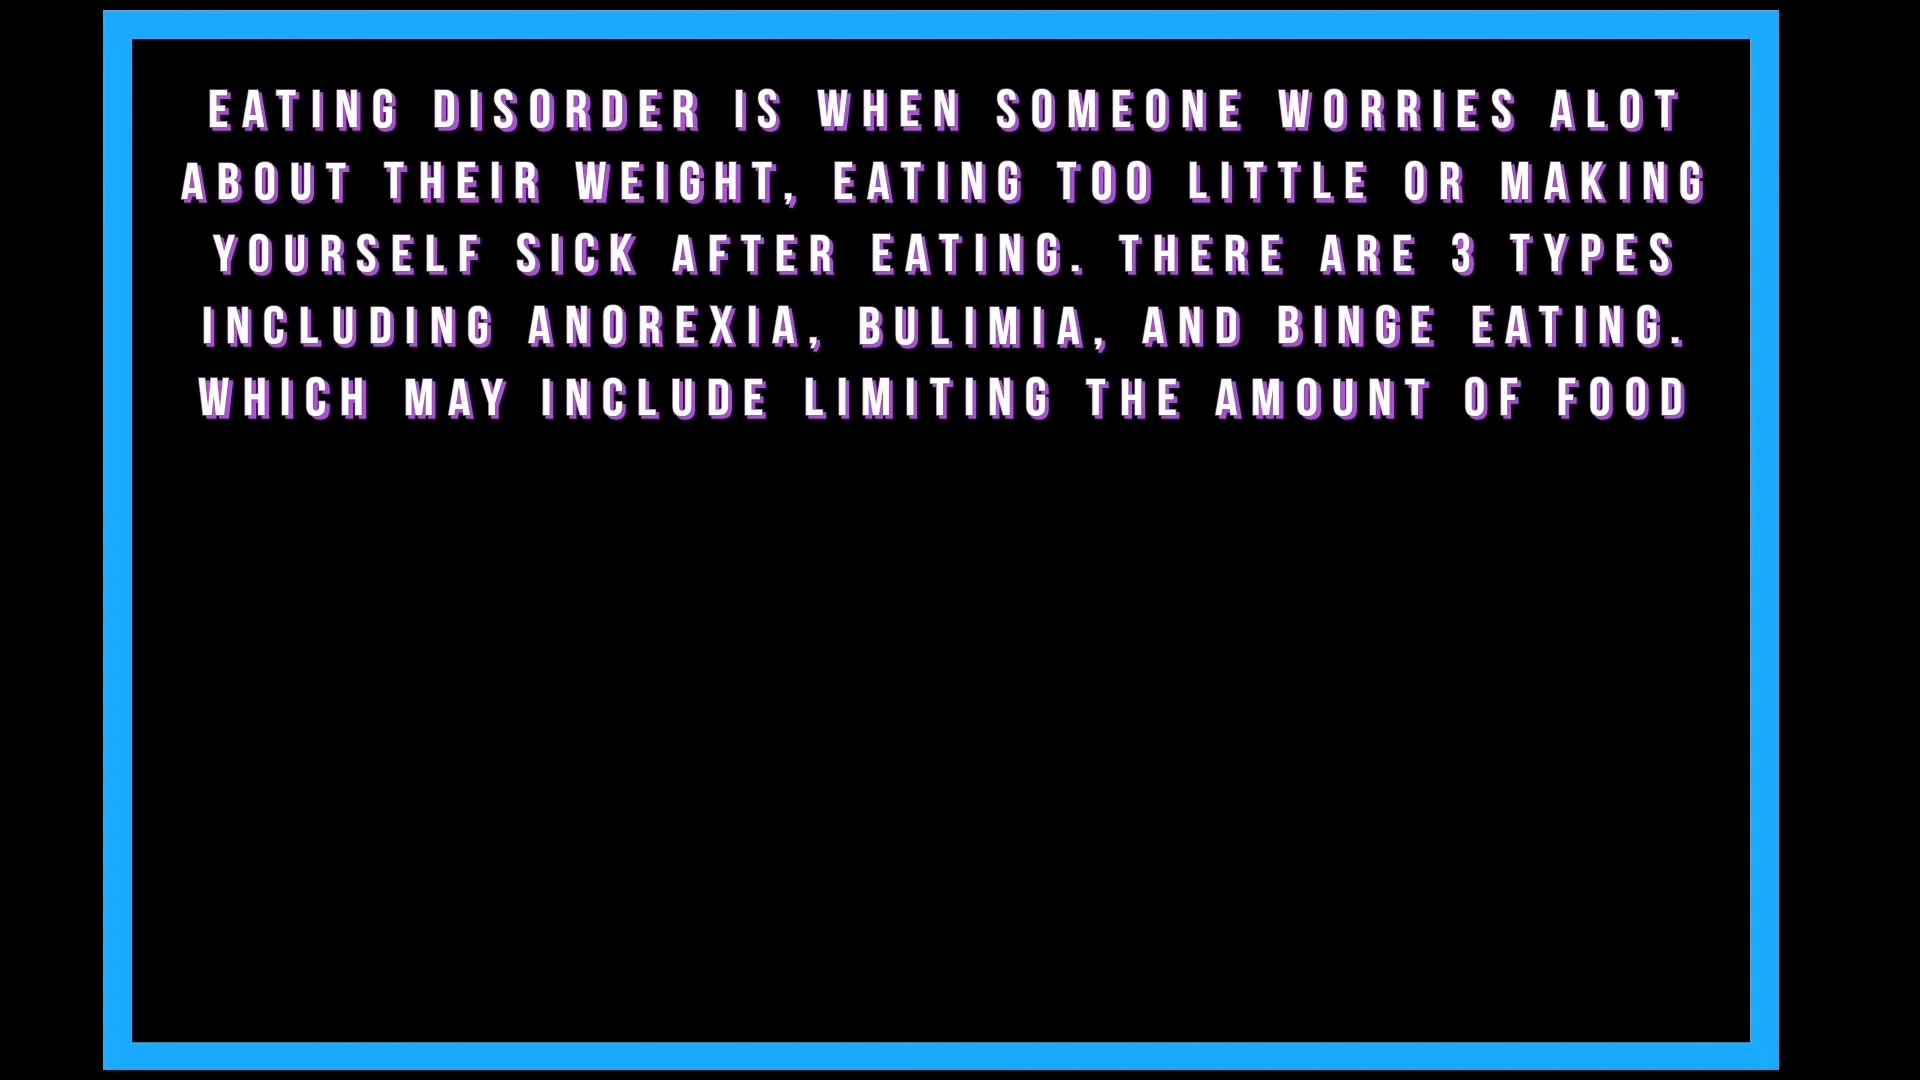 EATING DISORDER IS WHEN SOMEONE WORRIES ALOT
ABOUT THEIR WEIGHT, EATING TOO LITTLE OR MAKING
YOURSELF SICK AFTER EATING. THERE ARE 3 TYPES
INCLUDING ANOREXIA, BULIMIA, AND BINGE EATING.
WHICH MAY INCLUDE LIMITING THE AMOUNT OF FOOD